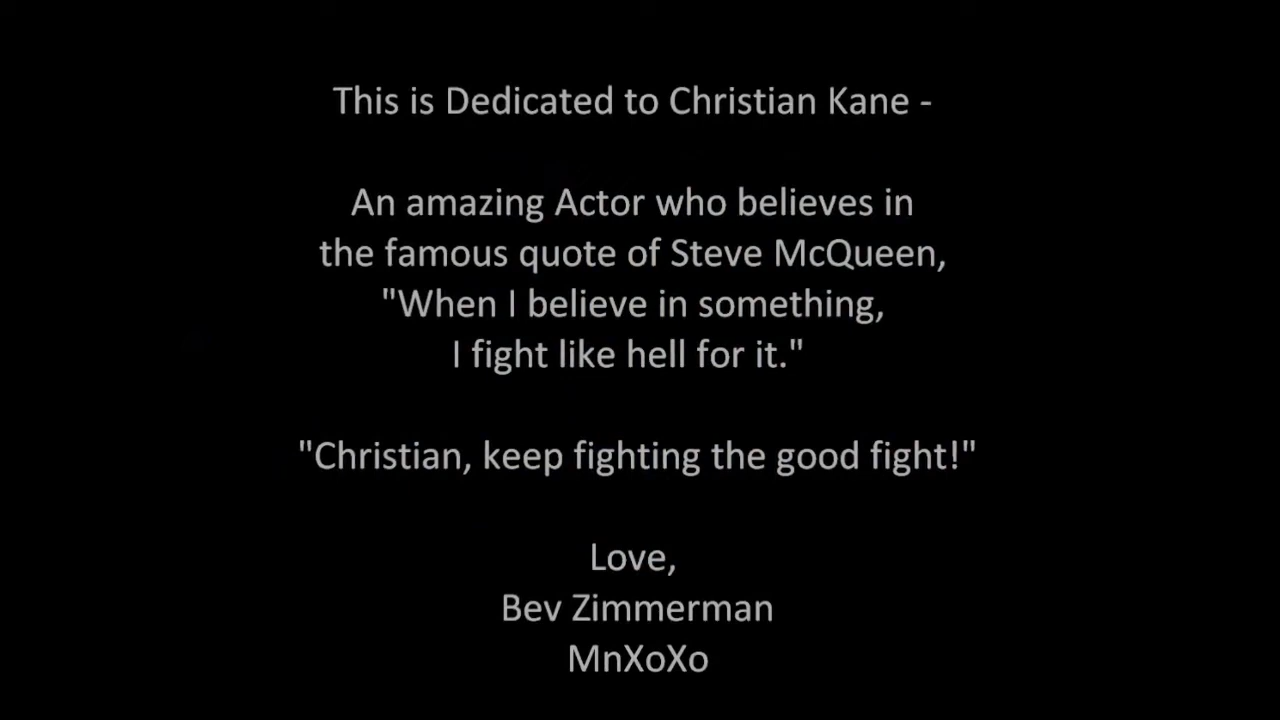 This is Dedicated to Christian Kane -
An amazing Actor who believes in
the famous quote of Steve McQueen,
"When I believe in something,
I fight like hell for it."
"Christian, keep fighting the good fight!"
Love,
Bev Zimmerman
MnXoXo